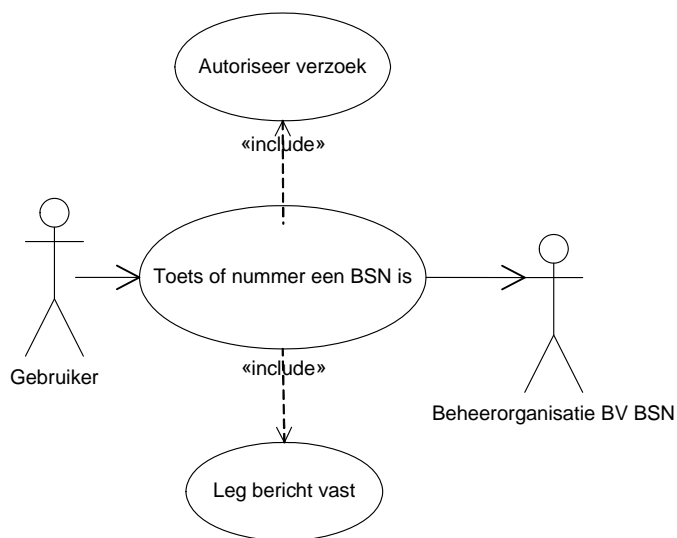 Autoriseer verzoek
«include»
Toets of nummer een BSN is
Gebruiker
«include»
Beheerorganisatie BV BSN
Leg bericht vast